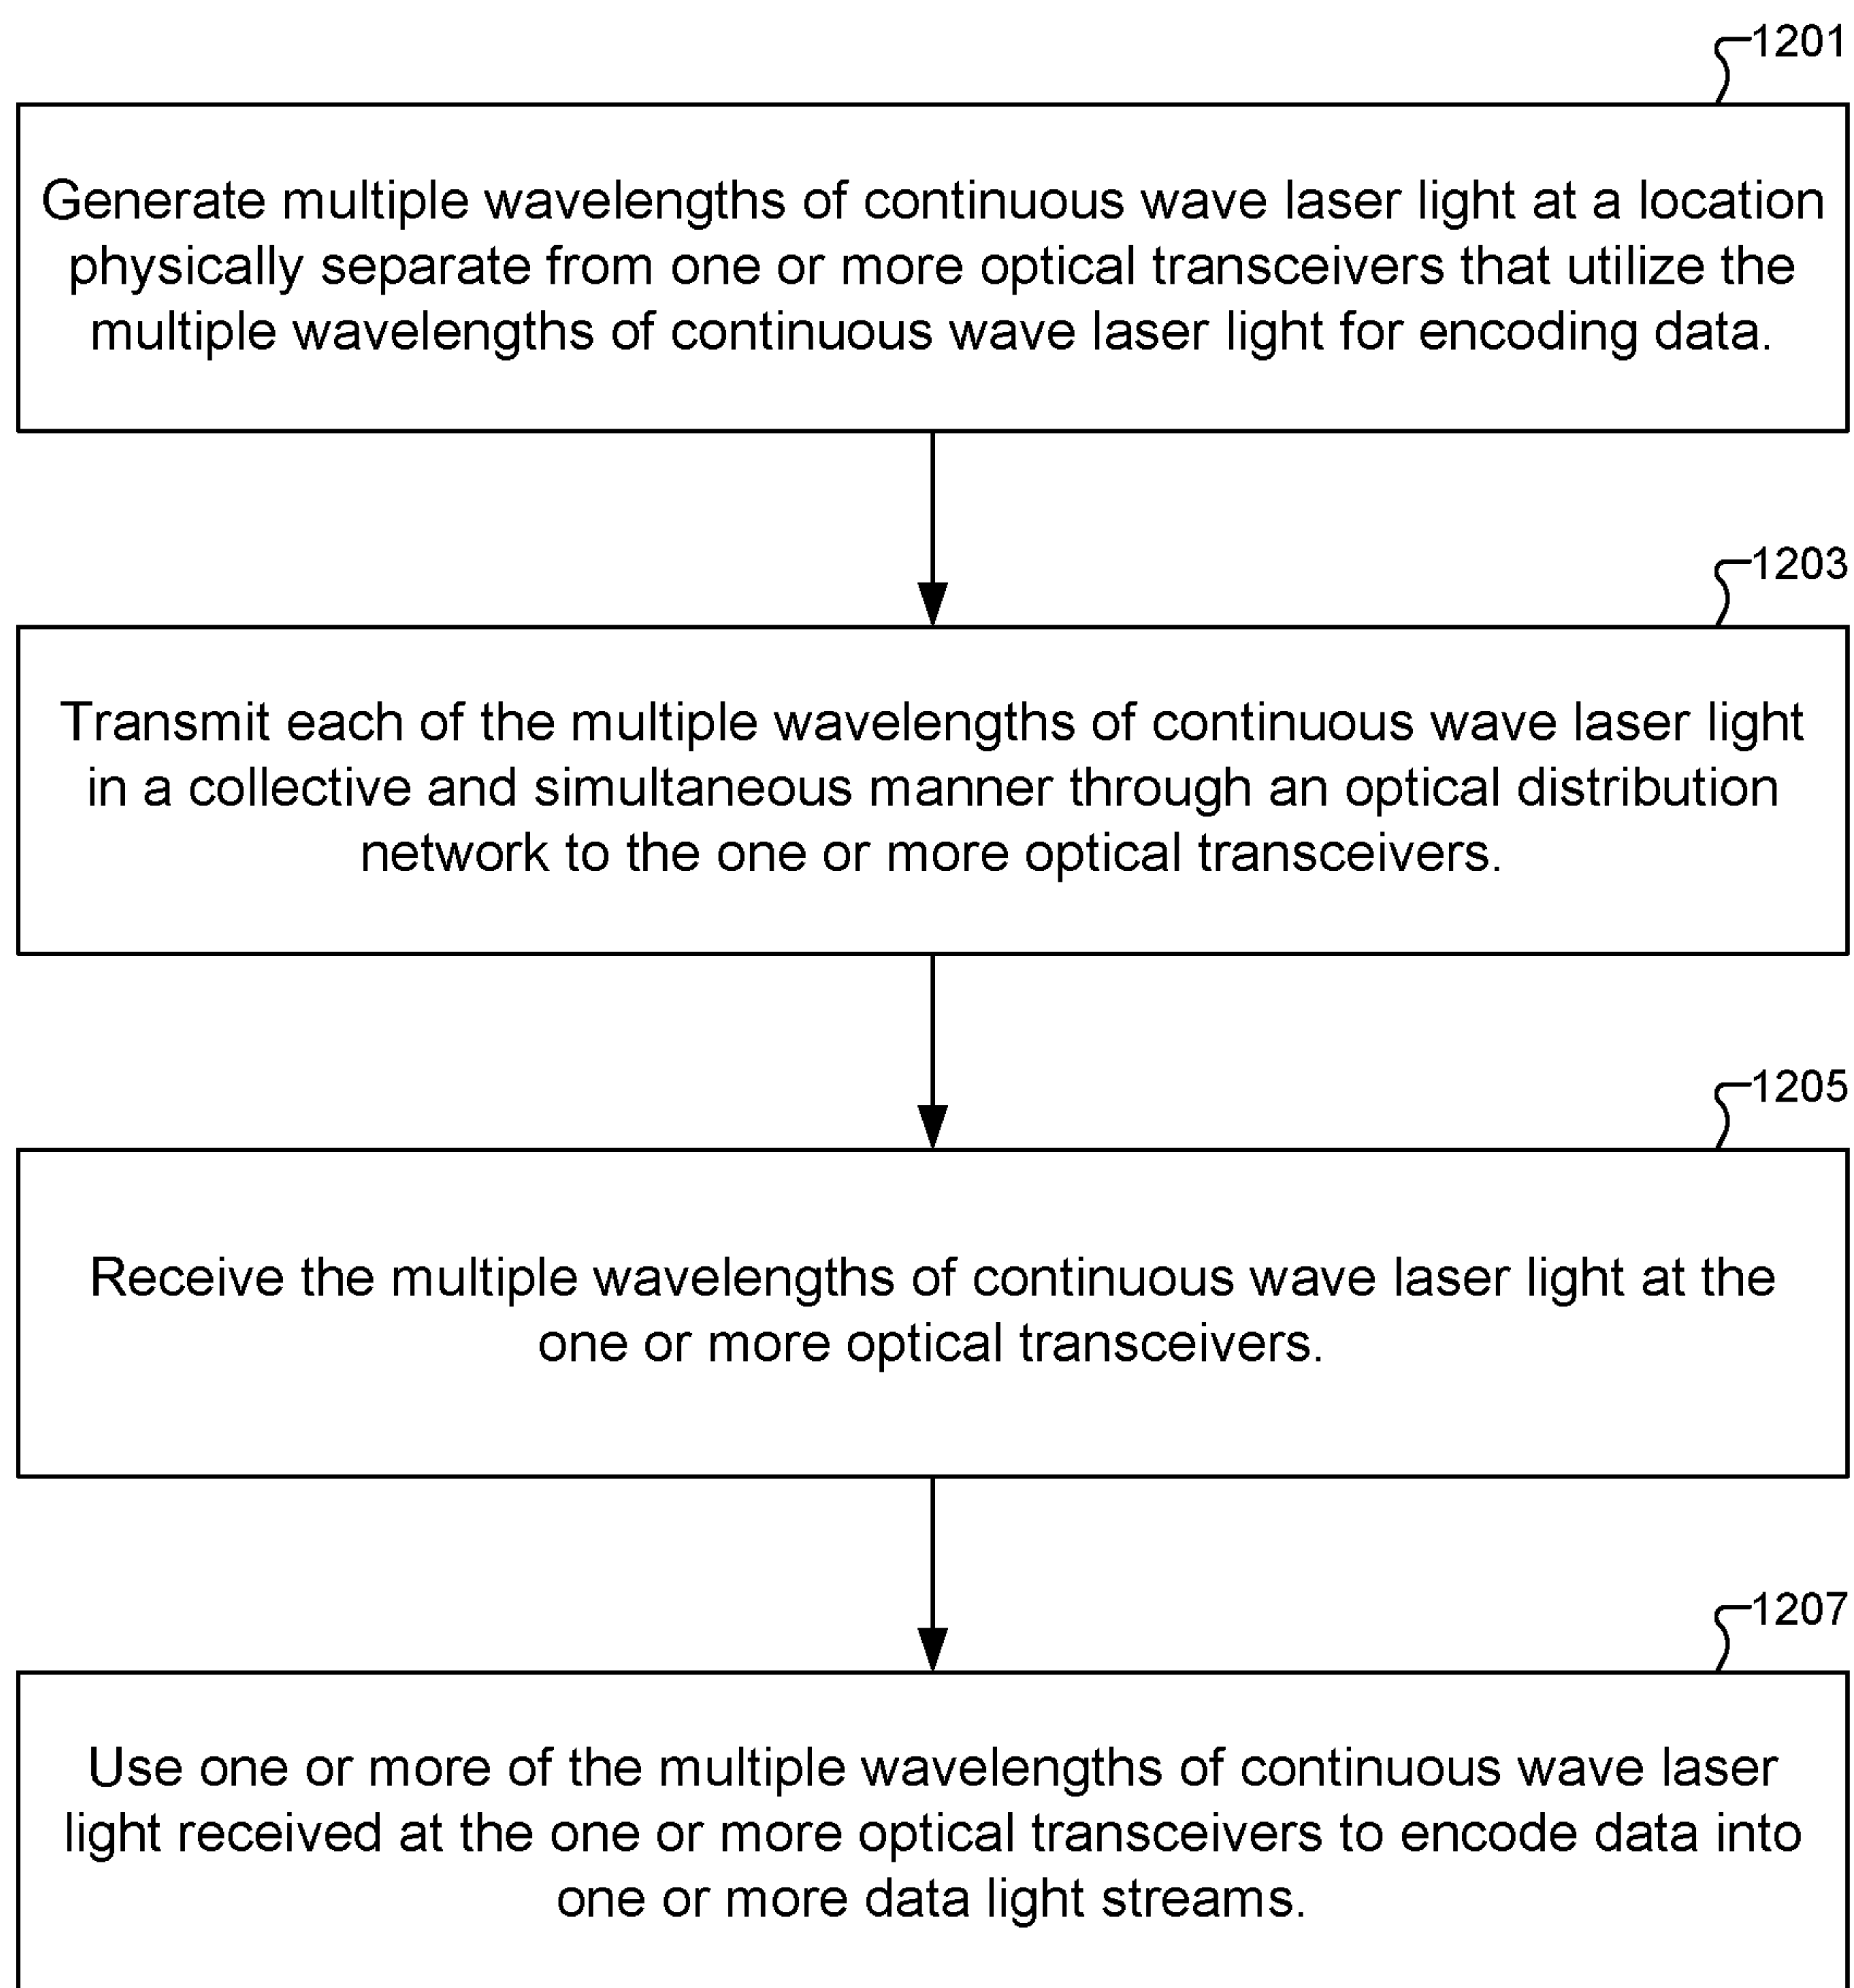 1201
Generate multiple wavelengths of continuous wave laser light at a location
physically separate from one or more optical transceivers that utilize the
multiple wavelengths of continuous wave laser light for encoding data.
1203
Transmit each of the multiple wavelengths of continuous wave laser light
in a collective and simultaneous manner through an optical distribution
network to the one or more optical transceivers.
1205
Receive the multiple wavelengths of continuous wave laser light at the
one or more optical transceivers.
1207
Use one or more of the multiple wavelengths of continuous wave laser
light received at the one or more optical transceivers to encode data into
one or more data light streams.